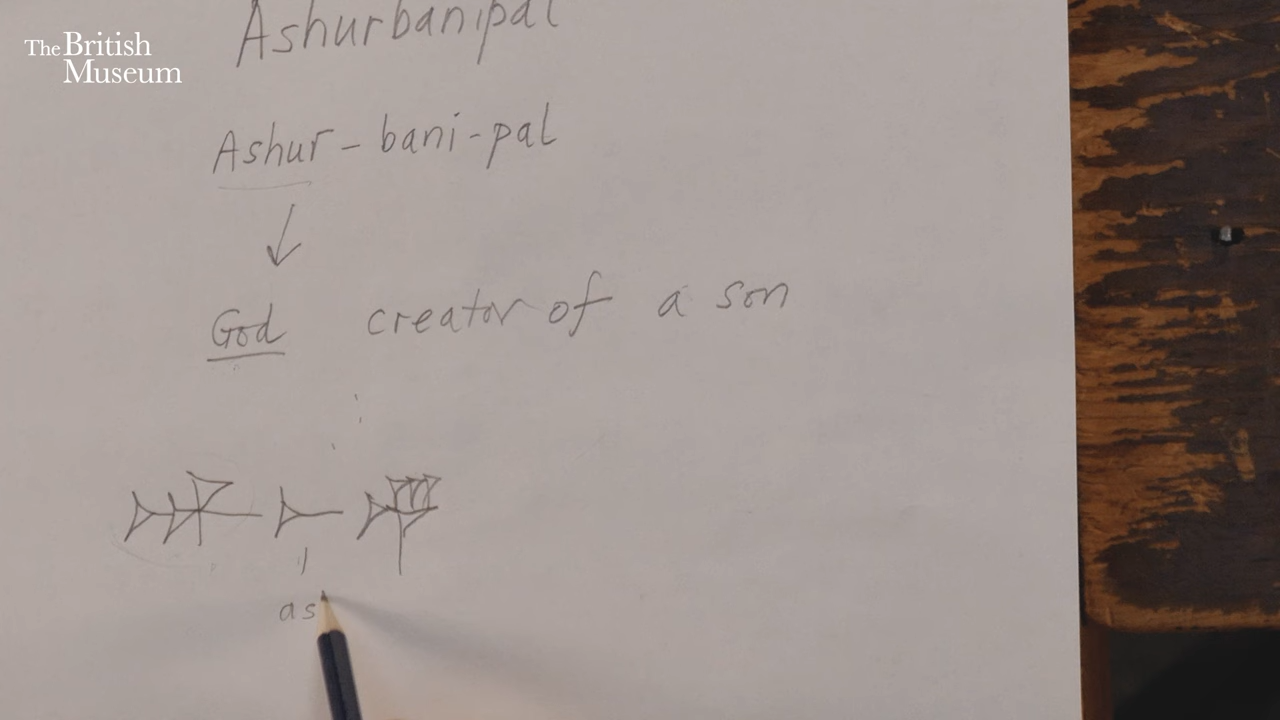 The British
Museum
Ashurbanipal
Ashur-bani-pal
God creator of a son
𒀭 𒀸 𒋩
as